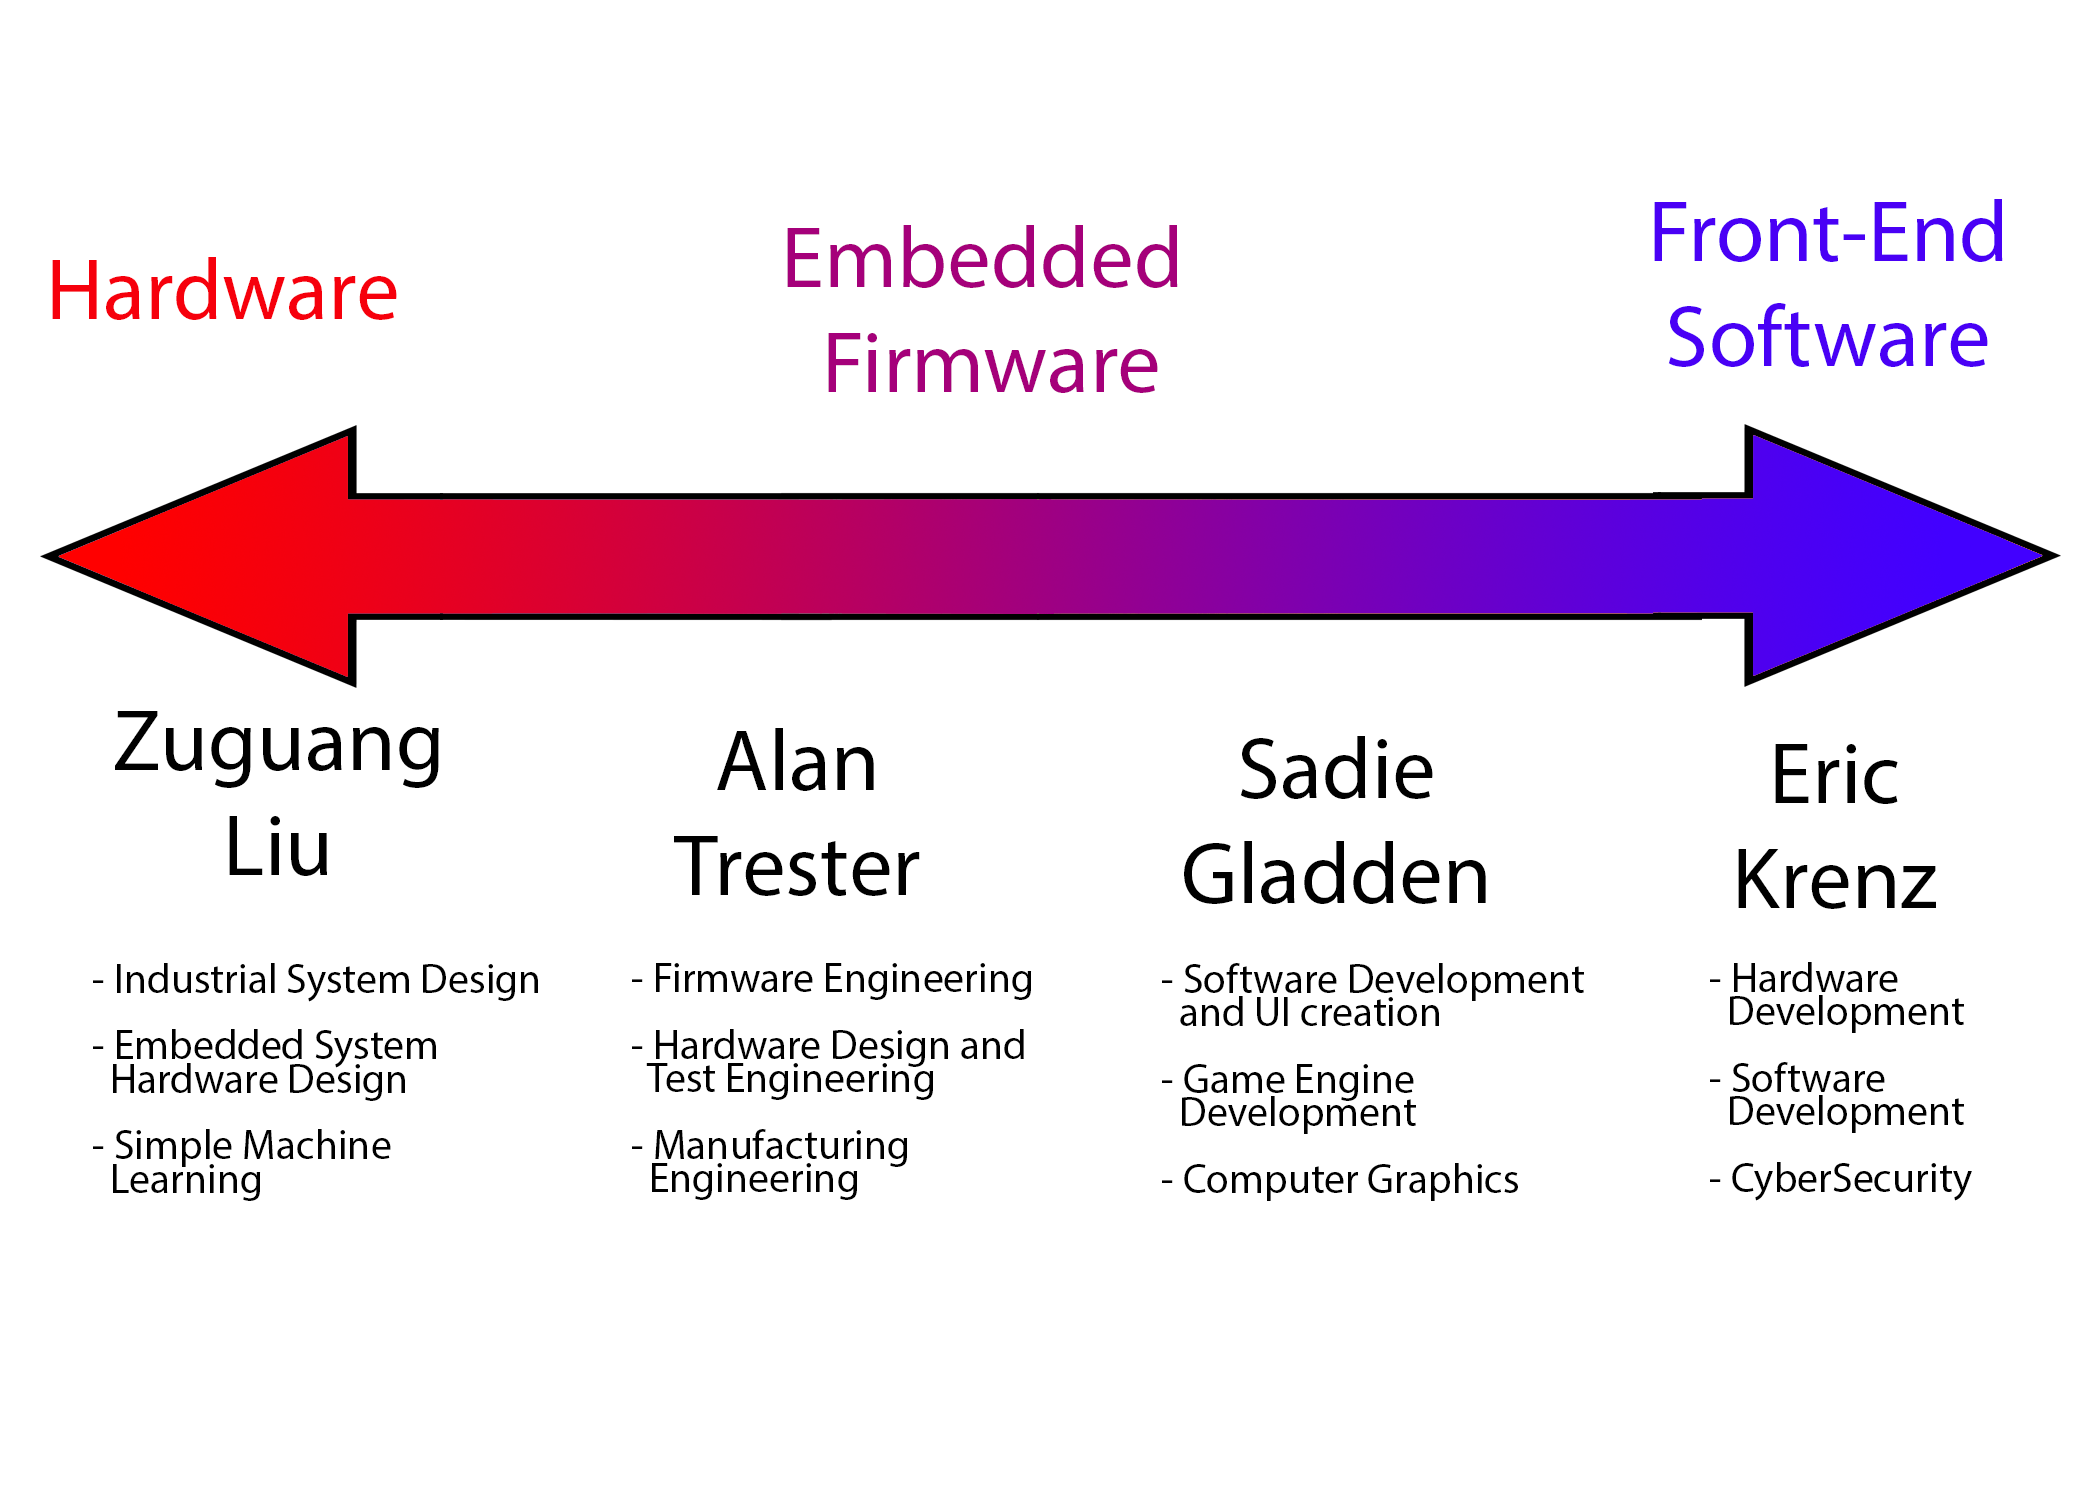 Hardware
Embedded
Firmware
Front-End
Software
Zuguang
Liu
- Industrial System Design
- Embedded System
Hardware Design
- Simple Machine
Learning
Alan
Trester
- Firmware Engineering
- Hardware Design and
Test Engineering
- Manufacturing
Engineering
Sadie
Gladden
- Software Development
and UI creation
- Game Engine
Development
- Computer Graphics
Eric
Krenz
- Hardware
Development
- Software
Development
- CyberSecurity